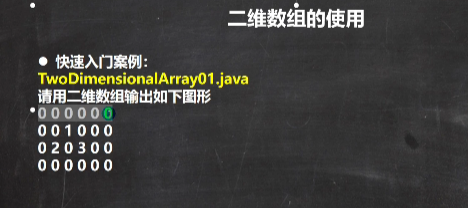 二维数组的使用
● 快速入门案例：
TwoDimensionalArray01.java
请用二维数组输出如下图形
0 0 0 0 0 0
0 0 1 0 0 0
0 2 0 3 0 0
0 0 0 0 0 0